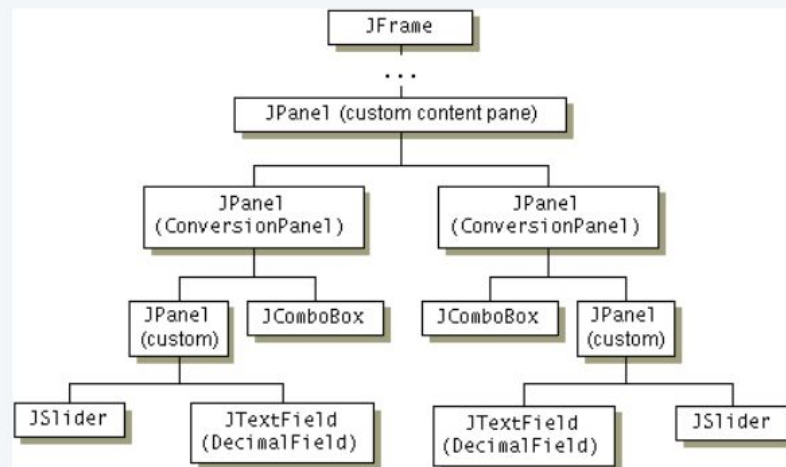 JFrame
...
JPanel (custom content pane)
JPanel
(ConversionPanel)
JPanel
(ConversionPanel)
JPanel
(custom)
JComboBox
JComboBox
JPanel
(custom)
JSlider
JTextField
(DecimalField)
JTextField
(DecimalField)
JSlider